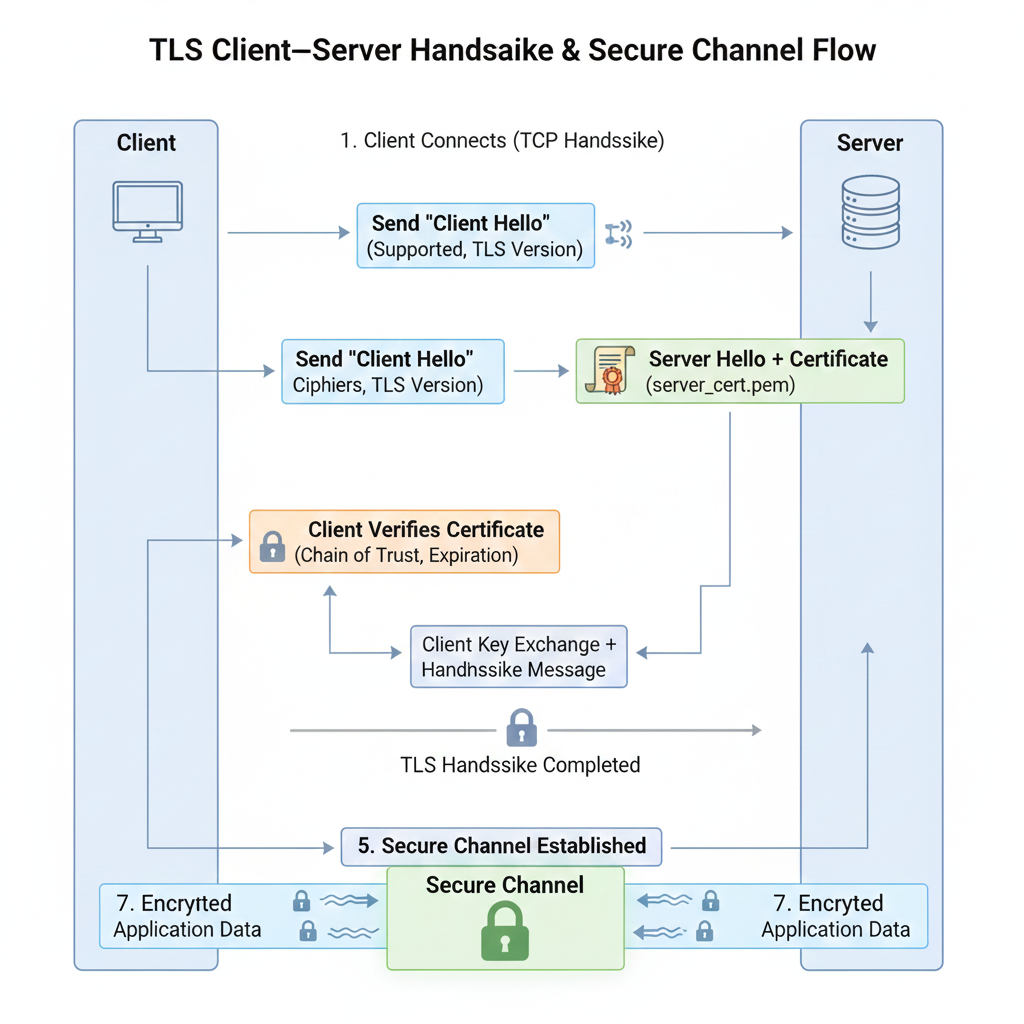 TLS Client—Server Handsaike & Secure Channel Flow
Client
1. Client Connects (TCP Handssike)
Server
Send "Client Hello"
(Supported, TLS Version)
Send "Client Hello"
Ciphiers, TLS Version)
Server Hello + Certificate
(server_cert.pem)
Client Verifies Certificate
(Chain of Trust, Expiration)
Client Key Exchange +
Handhssike Message
TLS Handssike Completed
5. Secure Channel Established
Secure Channel
7. Encryrted
Application Data
7. Encryted
Application Data